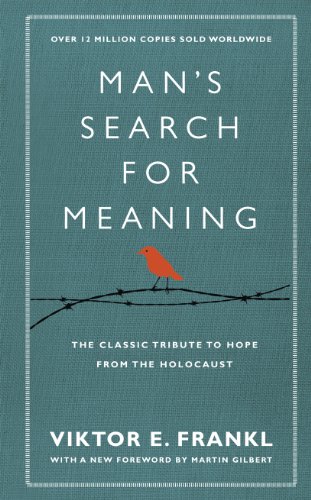 OVER 12 MILLION COPIES SOLD WORLDWIDE
MAN'S
SEARCH
FOR
MEANING
THE CLASSIC TRIBUTE TO HOPE
FROM THE HOLOCAUST
VIKTOR E. FRANKL
WITH A NEW FOREWORD BY MARTIN GILBERT